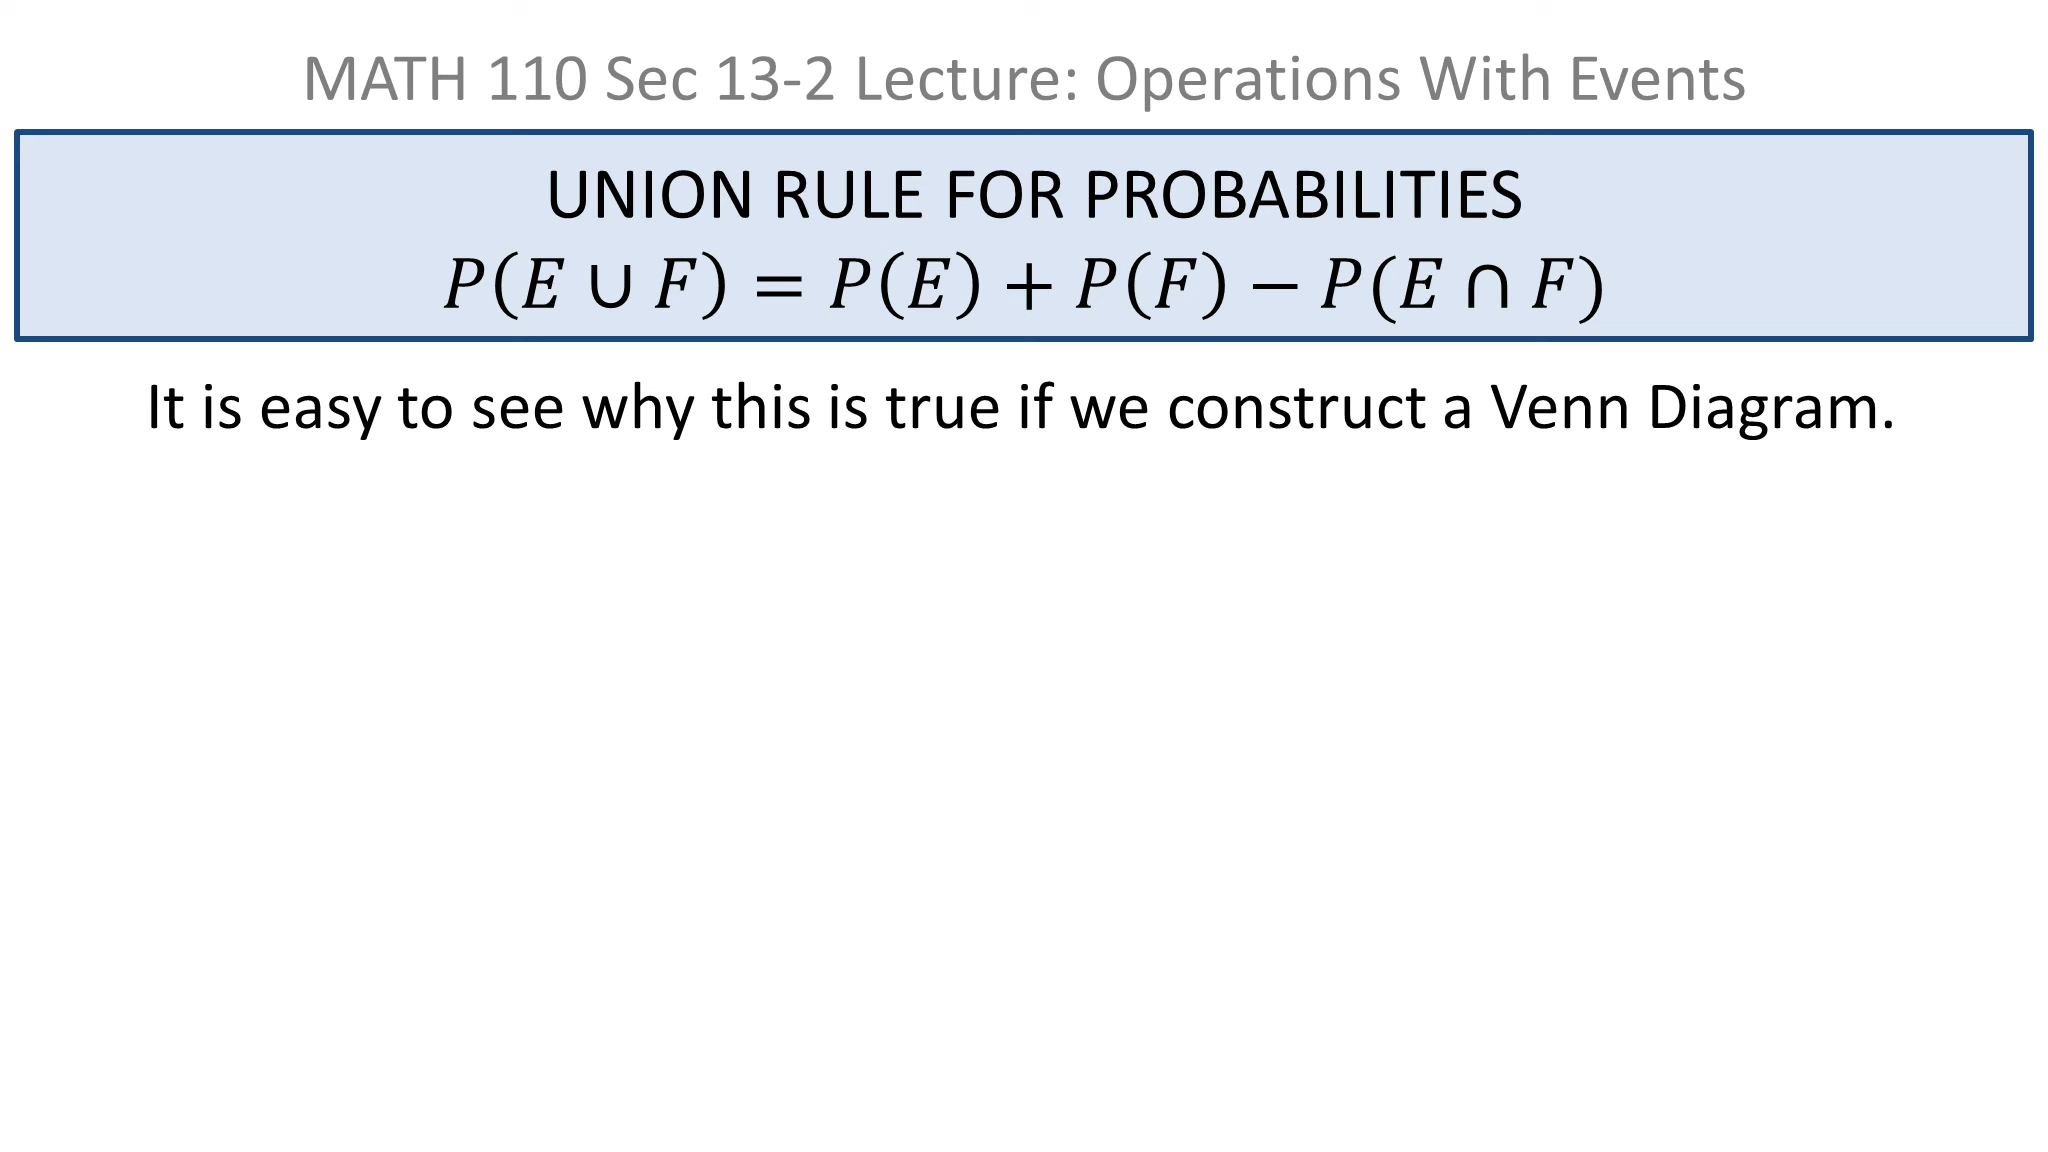 MATH 110 Sec 13-2 Lecture: Operations With Events
UNION RULE FOR PROBABILITIES
𝑃(𝐸 ∪ 𝐹) = 𝑃(𝐸) + 𝑃(𝐹) − 𝑃(𝐸 ∩ 𝐹)
It is easy to see why this is true if we construct a Venn Diagram.